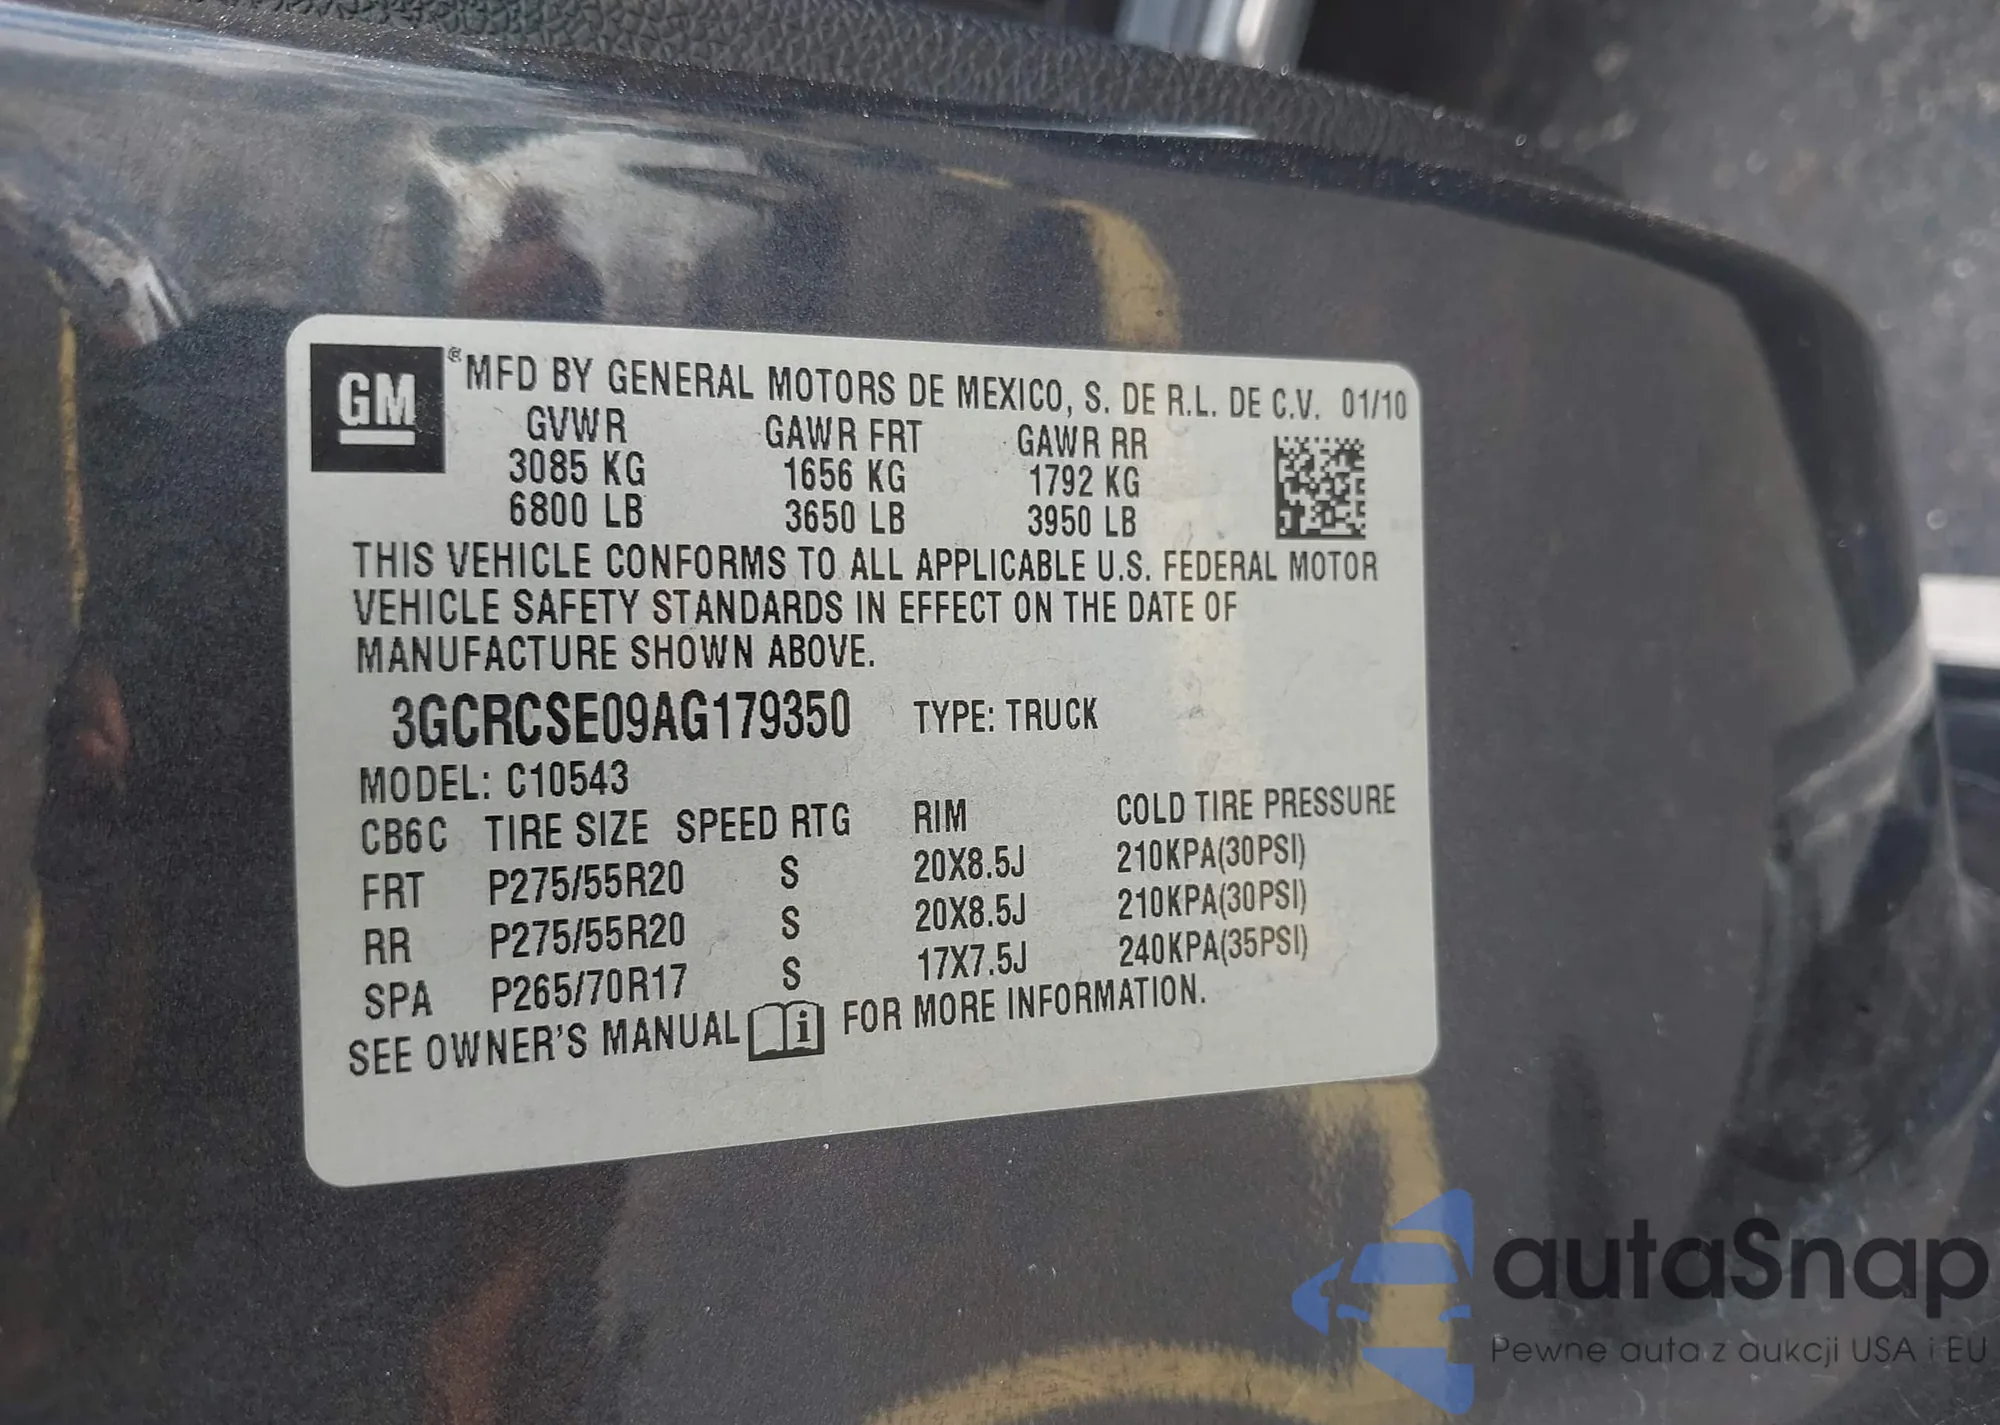 GM ® MFD BY GENERAL MOTORS DE MEXICO, S. DE R.L. DE C.V. 01/10
GVWR GAWR FRT GAWR RR
3085 KG 1656 KG 1792 KG
6800 LB 3650 LB 3950 LB
THIS VEHICLE CONFORMS TO ALL APPLICABLE U.S. FEDERAL MOTOR
VEHICLE SAFETY STANDARDS IN EFFECT ON THE DATE OF
MANUFACTURE SHOWN ABOVE.
3GCRCSE09AG179350 TYPE: TRUCK
MODEL: C10543
CB6C TIRE SIZE SPEED RTG RIM COLD TIRE PRESSURE
FRT P275/55R20 S 20X8.5J 210KPA(30PSI)
RR P275/55R20 S 20X8.5J 210KPA(30PSI)
SPA P265/70R17 S 17X7.5J 240KPA(35PSI)
SEE OWNER'S MANUAL i FOR MORE INFORMATION.
autaSnap
Pewne auta z aukcji USA i EU